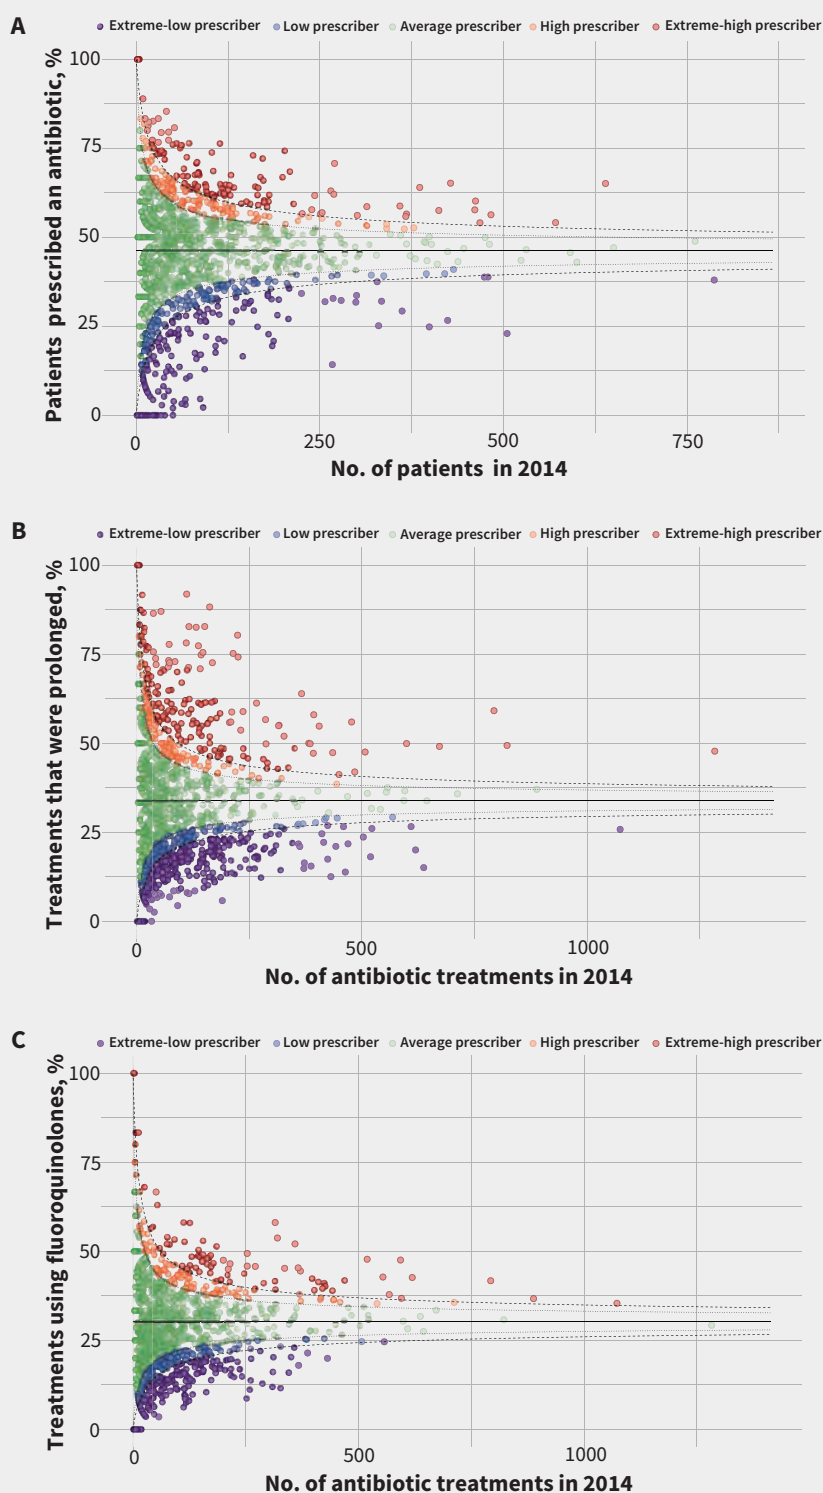 A
Extreme-low prescriber Low prescriber Average prescriber High prescriber Extreme-high prescriber
Patients prescribed an antibiotic, %
100
75
50
25
0
0 250 500 750
No. of patients in 2014
B
Extreme-low prescriber Low prescriber Average prescriber High prescriber Extreme-high prescriber
Treatments that were prolonged, %
100
75
50
25
0
0 500 1000
No. of antibiotic treatments in 2014
C
Extreme-low prescriber Low prescriber Average prescriber High prescriber Extreme-high prescriber
Treatments using fluoroquinolones, %
100
75
50
25
0
0 500 1000
No. of antibiotic treatments in 2014